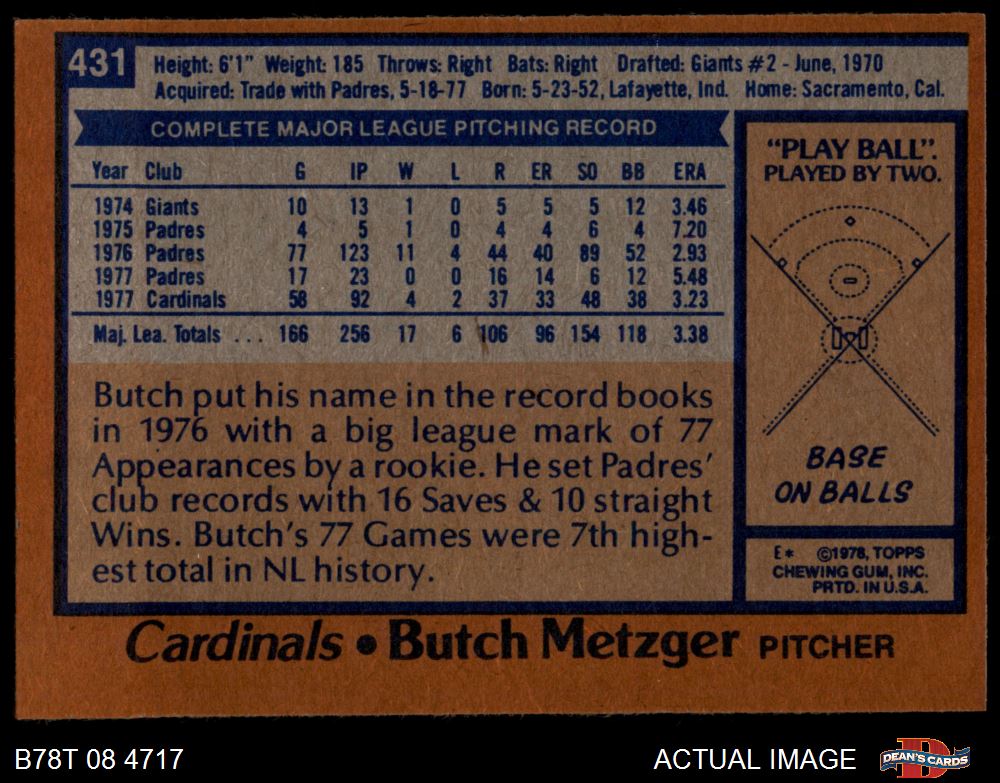 431
Height: 6'1" Weight: 185 Throws: Right Bats: Right Drafted: Giants #2 - June, 1970
Acquired: Trade with Padres, 5-18-77 Born: 5-23-52, Lafayette, Ind. Home: Sacramento, Cal.
COMPLETE MAJOR LEAGUE PITCHING RECORD
Year Club G IP W L R ER SO BB ERA
1974 Giants 10 13 1 0 5 5 5 12 3.46
1975 Padres 4 5 1 0 4 4 6 4 7.20
1976 Padres 77 123 11 4 44 40 89 52 2.93
1977 Padres 17 23 0 0 16 14 6 12 5.48
1977 Cardinals 58 92 4 2 37 33 48 38 3.23
Maj. Lea. Totals ... 166 256 17 6 106 96 154 118 3.38
Butch put his name in the record books
in 1976 with a big league mark of 77
Appearances by a rookie. He set Padres'
club records with 16 Saves & 10 straight
Wins. Butch's 77 Games were 7th high-
est total in NL history.
"PLAY BALL".
PLAYED BY TWO.
BASE
ON BALLS
E* ©1978, TOPPS
CHEWING GUM, INC.
PRTD. IN U.S.A.
Cardinals • Butch Metzger PITCHER
B78T 08 4717
ACTUAL IMAGE
DEAN'S CARDS